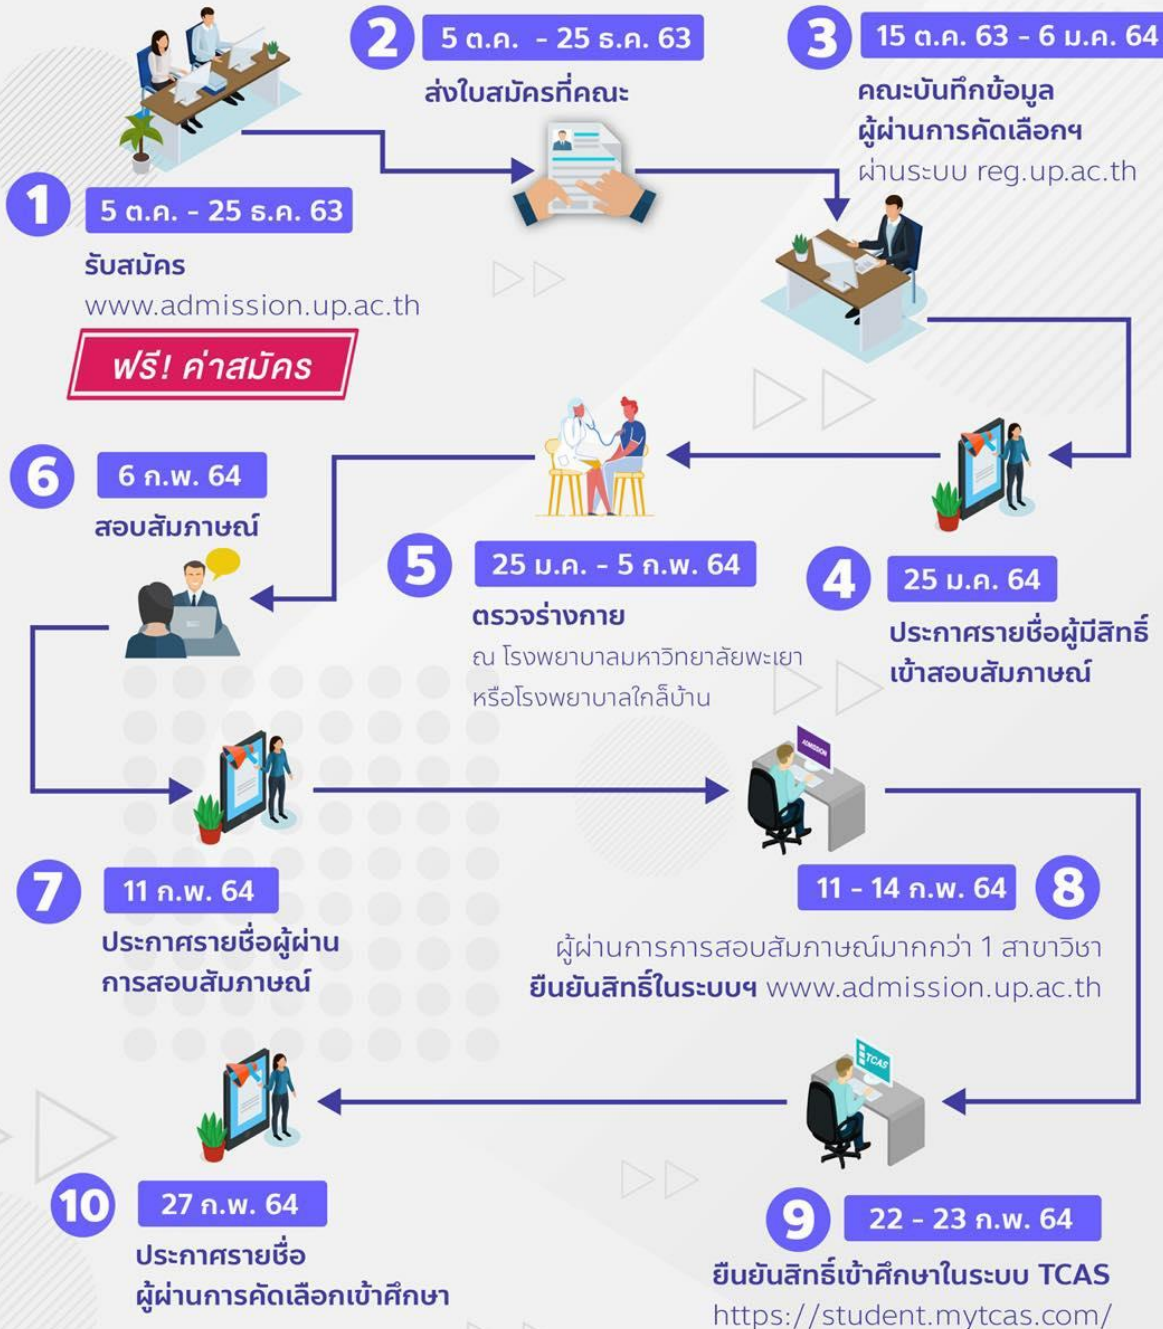 1
5 ต.ค. - 25 ธ.ค. 63
รับสมัคร
www.admission.up.ac.th
ฟรี! ค่าสมัคร
2
5 ต.ค. - 25 ธ.ค. 63
ส่งใบสมัครที่คณะ
3
15 ต.ค. 63 - 6 ม.ค. 64
คณะบันทึกข้อมูล
ผู้ผ่านการคัดเลือกฯ
ผ่านระบบ reg.up.ac.th
4
25 ม.ค. 64
ประกาศรายชื่อผู้มีสิทธิ์
เข้าสอบสัมภาษณ์
5
25 ม.ค. - 5 ก.พ. 64
ตรวจร่างกาย
ณ โรงพยาบาลมหาวิทยาลัยพะเยา
หรือโรงพยาบาลใกล้บ้าน
6
6 ก.พ. 64
สอบสัมภาษณ์
7
11 ก.พ. 64
ประกาศรายชื่อผู้ผ่าน
การสอบสัมภาษณ์
ADMISSION
8
11 - 14 ก.พ. 64
ผู้ผ่านการการสอบสัมภาษณ์มากกว่า 1 สาขาวิชา
ยืนยันสิทธิ์ในระบบฯ www.admission.up.ac.th
TCAS
9
22 - 23 ก.พ. 64
ยืนยันสิทธิ์เข้าศึกษาในระบบ TCAS
https://student.mytcas.com/
10
27 ก.พ. 64
ประกาศรายชื่อ
ผู้ผ่านการคัดเลือกเข้าศึกษา